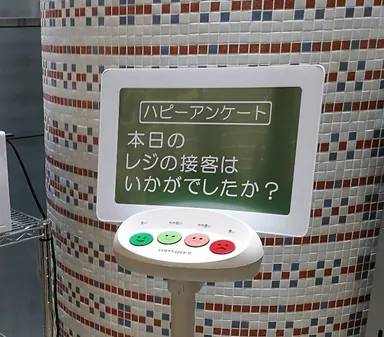 ハピーアンケート
本日の
レジの接客は
いかがでしたか？